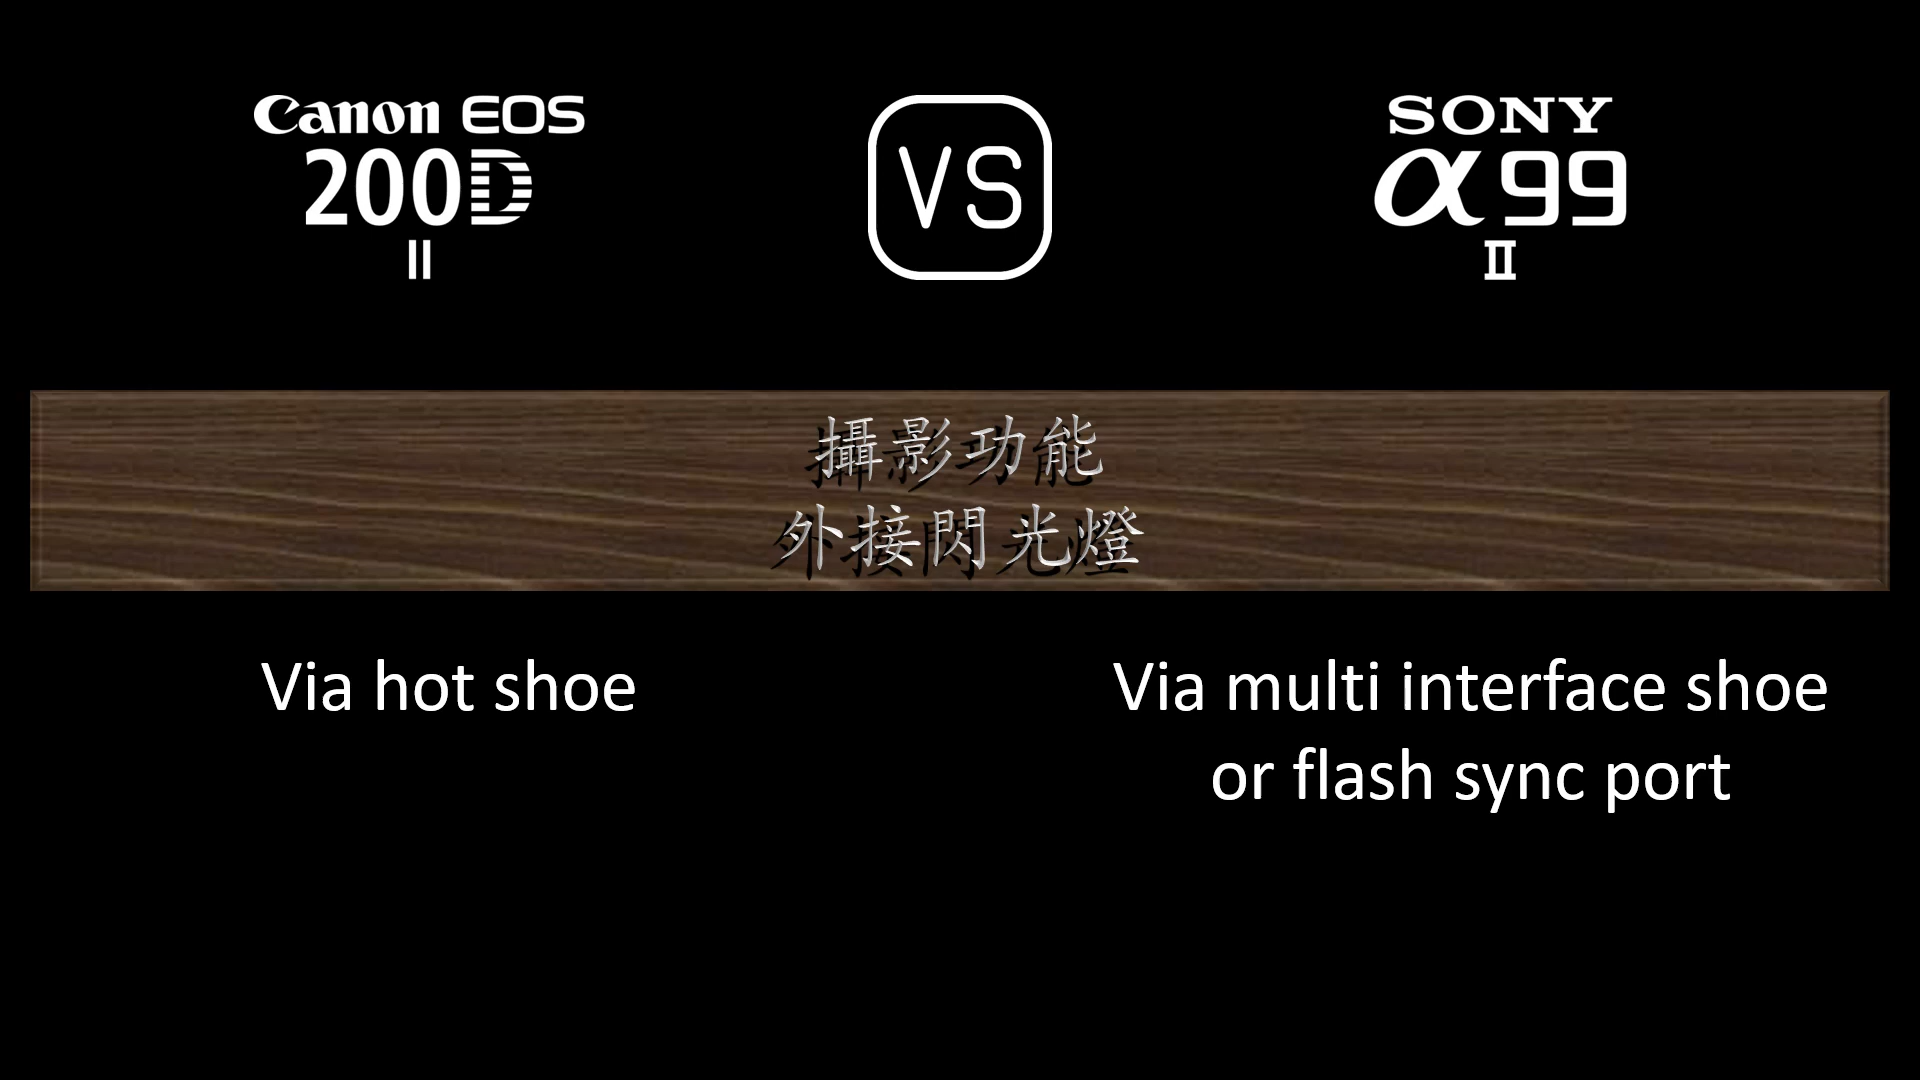 Canon EOS
200D
II
VS
SONY
α99
II
攝影功能
外接閃光燈
Via hot shoe
Via multi interface shoe
or flash sync port